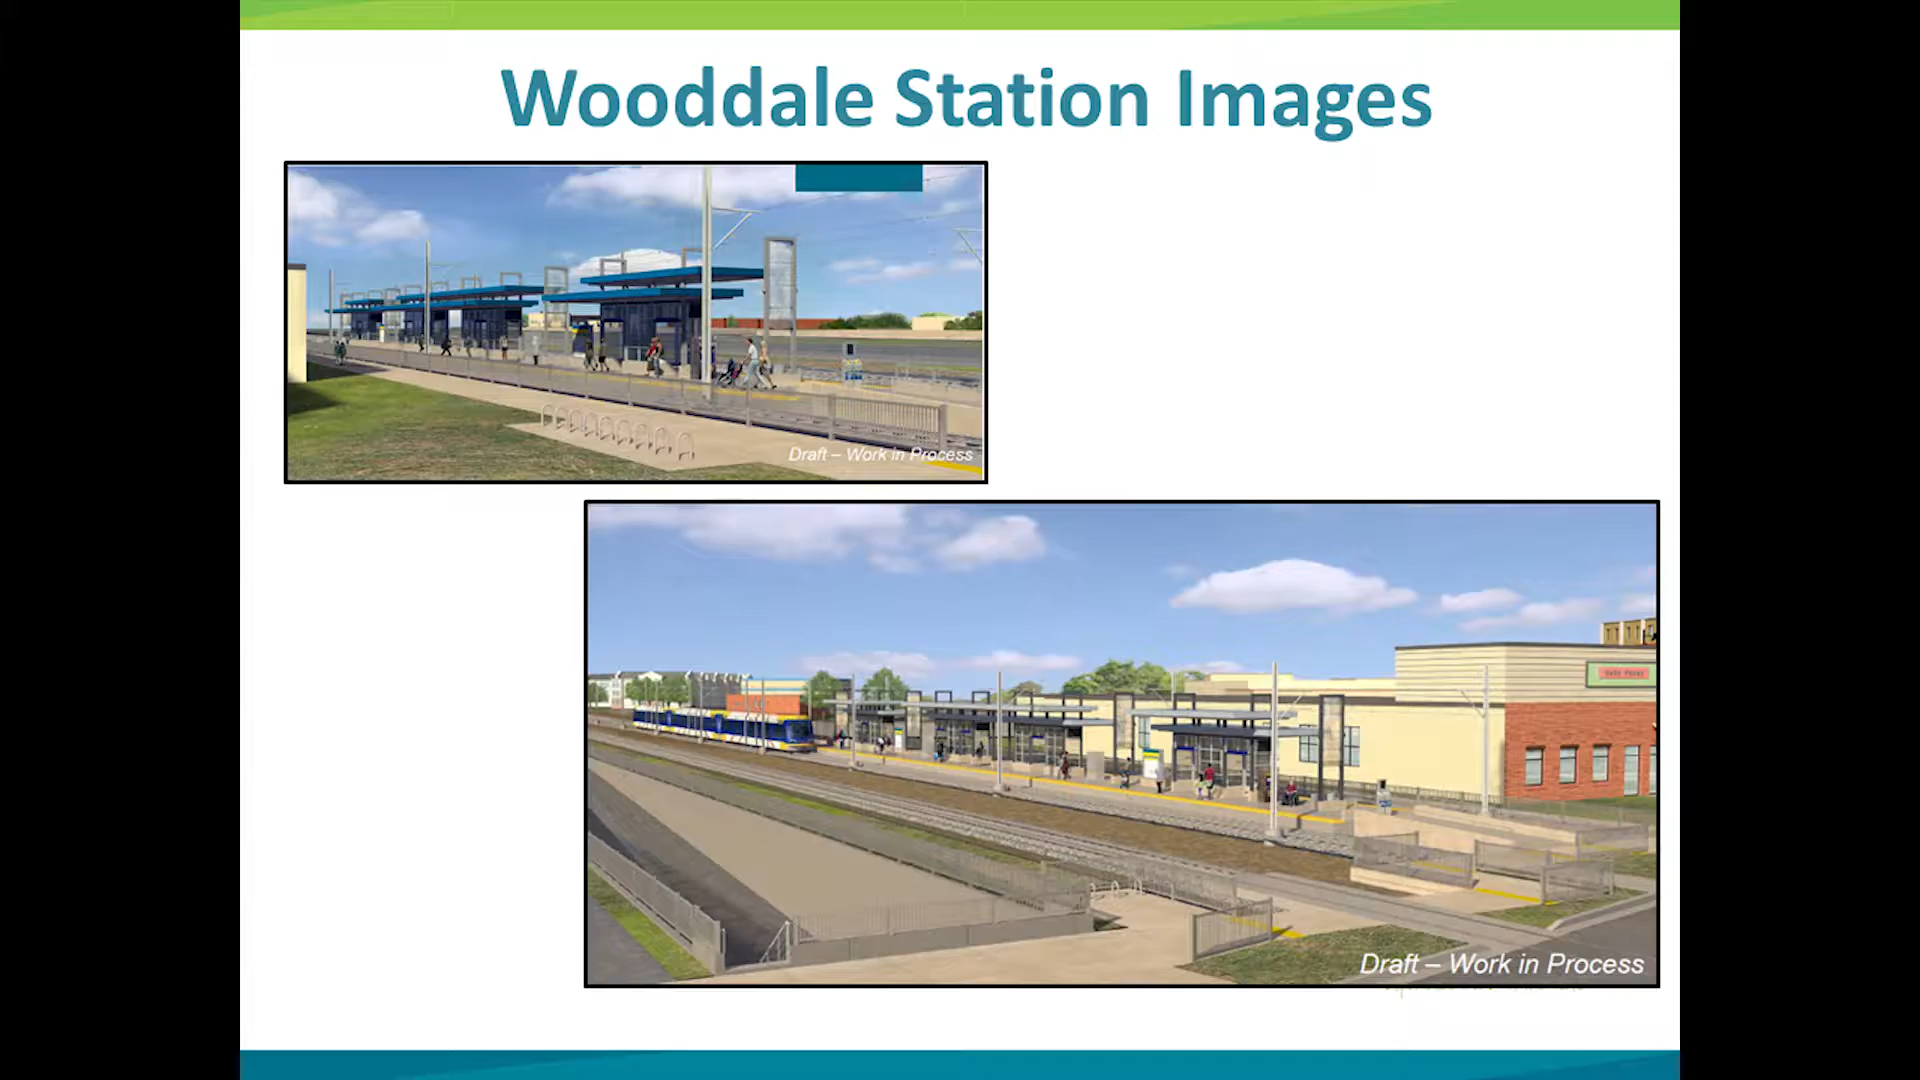 Wooddale Station Images
Draft – Work in Process
Draft – Work in Process